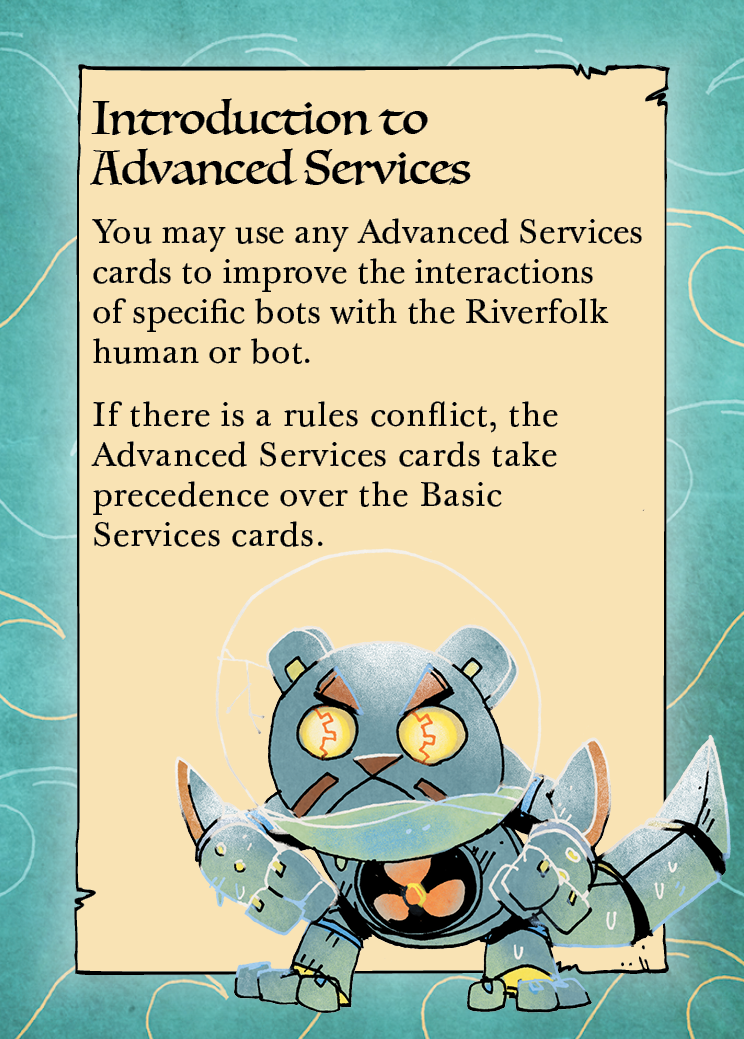 Introduction to
Advanced Services
You may use any Advanced Services
cards to improve the interactions
of specific bots with the Riverfolk
human or bot.
If there is a rules conflict, the
Advanced Services cards take
precedence over the Basic
Services cards.